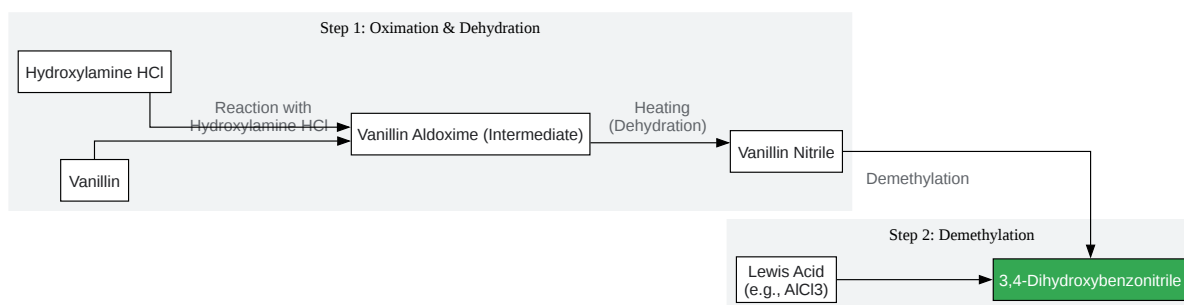 Step 1: Oximation & Dehydration
Hydroxylamine HCl
Reaction with
Hydroxylamine HCl
Vanillin
Vanillin Aldoxime (Intermediate)
Heating
(Dehydration)
Vanillin Nitrile
Demethylation
Step 2: Demethylation
Lewis Acid
(e.g., AlCl3)
3,4-Dihydroxybenzonitrile